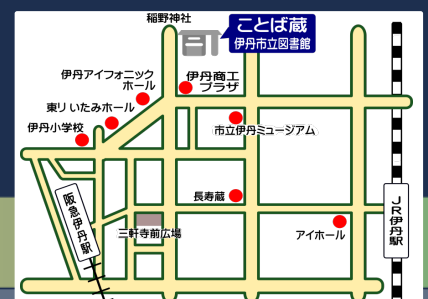 稲野神社
ことば蔵
伊丹市立図書館
伊丹アイフォニック
ホール
伊丹商工
プラザ
東リ いたみホール
伊丹小学校
市立伊丹ミュージアム
長寿蔵
阪急伊丹駅
三軒寺前広場
アイホール
JR伊丹駅